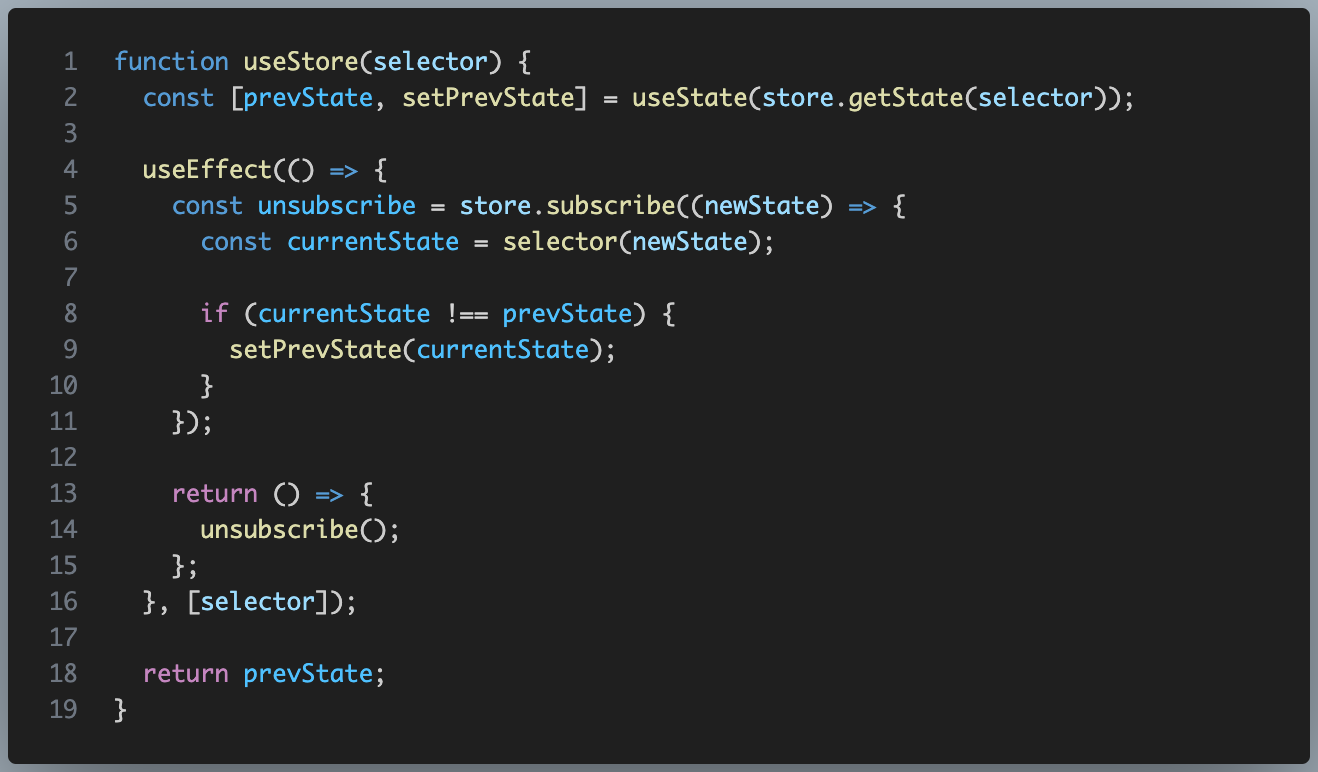 1 function useStore(selector) {
2   const [prevState, setPrevState] = useState(store.getState(selector));
3
4   useEffect(() => {
5     const unsubscribe = store.subscribe((newState) => {
6       const currentState = selector(newState);
7
8       if (currentState !== prevState) {
9         setPrevState(currentState);
10       }
11     });
12
13     return () => {
14       unsubscribe();
15     };
16   }, [selector]);
17
18   return prevState;
19 }